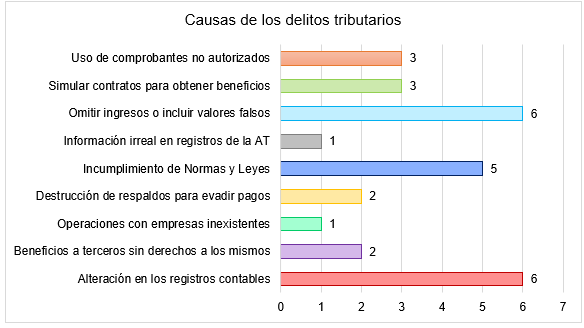 Causas de los delitos tributarios
Uso de comprobantes no autorizados 3
Simular contratos para obtener beneficios 3
Omitir ingresos o incluir valores falsos 6
Información irreal en registros de la AT 1
Incumplimiento de Normas y Leyes 5
Destrucción de respaldos para evadir pagos 2
Operaciones con empresas inexistentes 1
Beneficios a terceros sin derechos a los mismos 2
Alteración en los registros contables 6
0 1 2 3 4 5 6 7